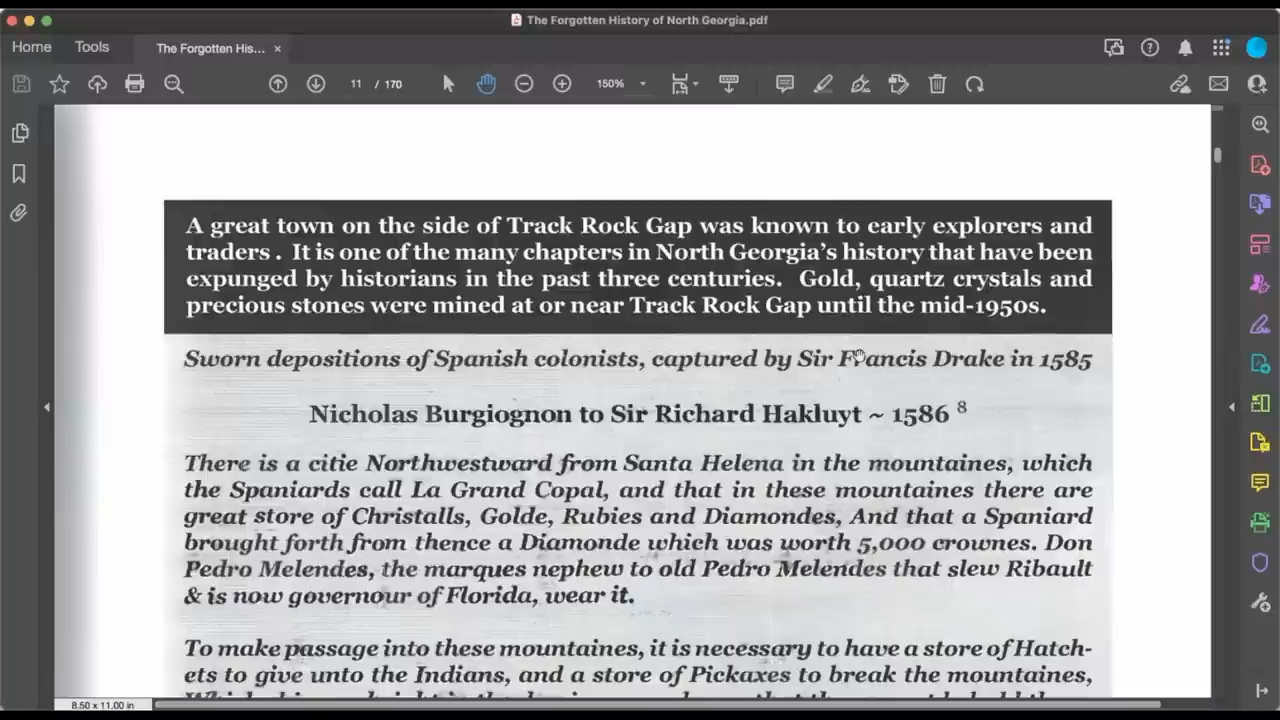 The Forgotten History of North Georgia.pdf
Home Tools The Forgotten His... ×
11 / 170 150%
A great town on the side of Track Rock Gap was known to early explorers and
traders . It is one of the many chapters in North Georgia's history that have been
expunged by historians in the past three centuries. Gold, quartz crystals and
precious stones were mined at or near Track Rock Gap until the mid-1950s.
Sworn depositions of Spanish colonists, captured by Sir Francis Drake in 1585
Nicholas Burgiognon to Sir Richard Hakluyt ~ 1586 8
There is a citie Northwestward from Santa Helena in the mountaines, which
the Spaniards call La Grand Copal, and that in these mountaines there are
great store of Christalls, Golde, Rubies and Diamondes, And that a Spaniard
brought forth from thence a Diamonde which was worth 5,000 crownes. Don
Pedro Melendes, the marques nephew to old Pedro Melendes that slew Ribault
& is now governour of Florida, wear it.
To make passage into these mountaines, it is necessary to have a store of Hatch-
ets to give unto the Indians, and a store of Pickaxes to break the mountaines,
8.50 x 11.00 in